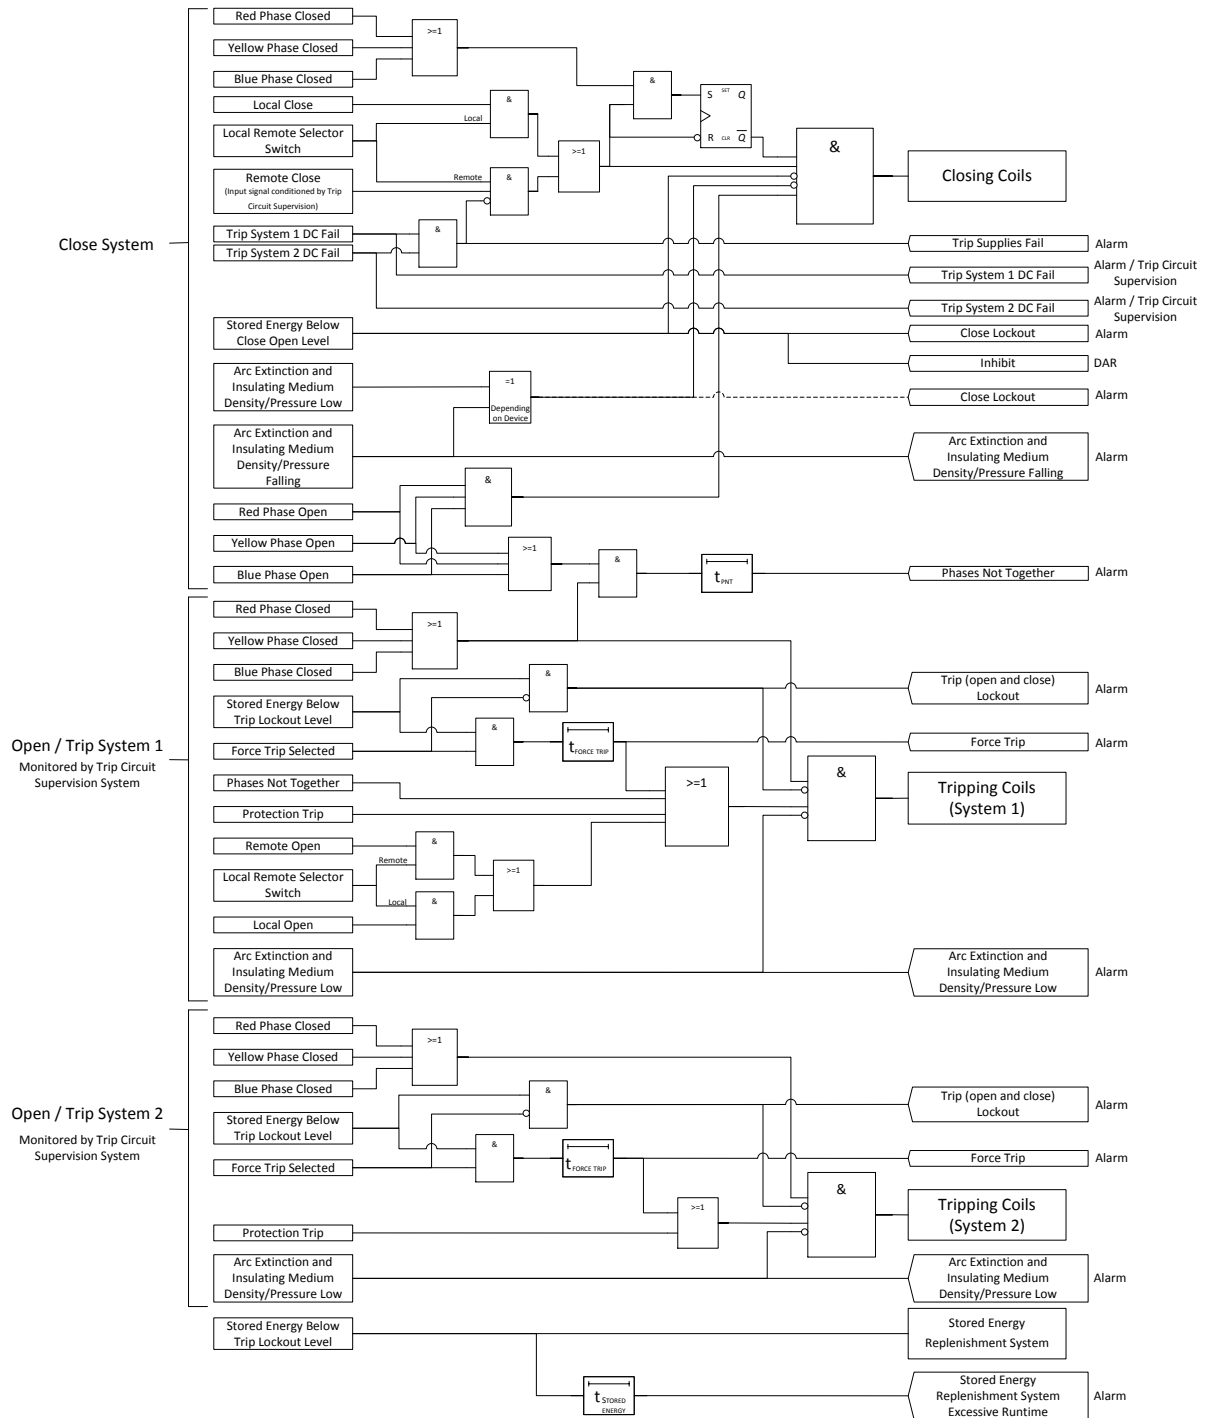 Close System
Red Phase Closed
Yellow Phase Closed
Blue Phase Closed
>=1
Local Close
Local Remote Selector
Switch
Local
&
Remote Close
(Input signal conditioned by Trip
Circuit Supervision)
Remote
&
>=1
&
S SET Q
R CLR Q
&
Closing Coils
Trip System 1 DC Fail
Trip System 2 DC Fail
&
Trip Supplies Fail
Alarm
Trip System 1 DC Fail
Alarm / Trip Circuit
Supervision
Trip System 2 DC Fail
Alarm / Trip Circuit
Supervision
Stored Energy Below
Close Open Level
Close Lockout
Alarm
Inhibit
DAR
Arc Extinction and
Insulating Medium
Density/Pressure Low
=1
Depending
on Device
Close Lockout
Alarm
Arc Extinction and
Insulating Medium
Density/Pressure
Falling
Arc Extinction and
Insulating Medium
Density/Pressure Falling
Alarm
Red Phase Open
Yellow Phase Open
Blue Phase Open
&
>=1
&
t PNT
Phases Not Together
Alarm
Open / Trip System 1
Monitored by Trip Circuit
Supervision System
Red Phase Closed
Yellow Phase Closed
Blue Phase Closed
>=1
Stored Energy Below
Trip Lockout Level
&
Trip (open and close)
Lockout
Alarm
Force Trip Selected
&
t FORCE TRIP
Force Trip
Alarm
Phases Not Together
Protection Trip
>=1
&
Tripping Coils
(System 1)
Remote Open
Local Remote Selector
Switch
Remote
&
Local
&
>=1
Local Open
Arc Extinction and
Insulating Medium
Density/Pressure Low
Arc Extinction and
Insulating Medium
Density/Pressure Low
Alarm
Open / Trip System 2
Monitored by Trip Circuit
Supervision System
Red Phase Closed
Yellow Phase Closed
Blue Phase Closed
>=1
Stored Energy Below
Trip Lockout Level
&
Trip (open and close)
Lockout
Alarm
Force Trip Selected
&
t FORCE TRIP
Force Trip
Alarm
Protection Trip
>=1
&
Tripping Coils
(System 2)
Arc Extinction and
Insulating Medium
Density/Pressure Low
Arc Extinction and
Insulating Medium
Density/Pressure Low
Alarm
Stored Energy Below
Trip Lockout Level
Stored Energy
Replenishment System
t STORED
ENERGY
Stored Energy
Replenishment System
Excessive Runtime
Alarm